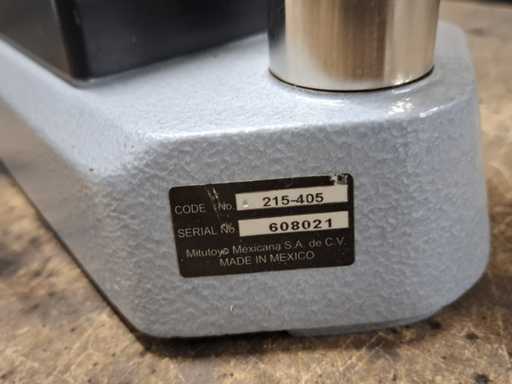 CODE No. 215-405
SERIAL No. 608021
Mitutoyo Mexicana S.A. de C.V.
MADE IN MEXICO